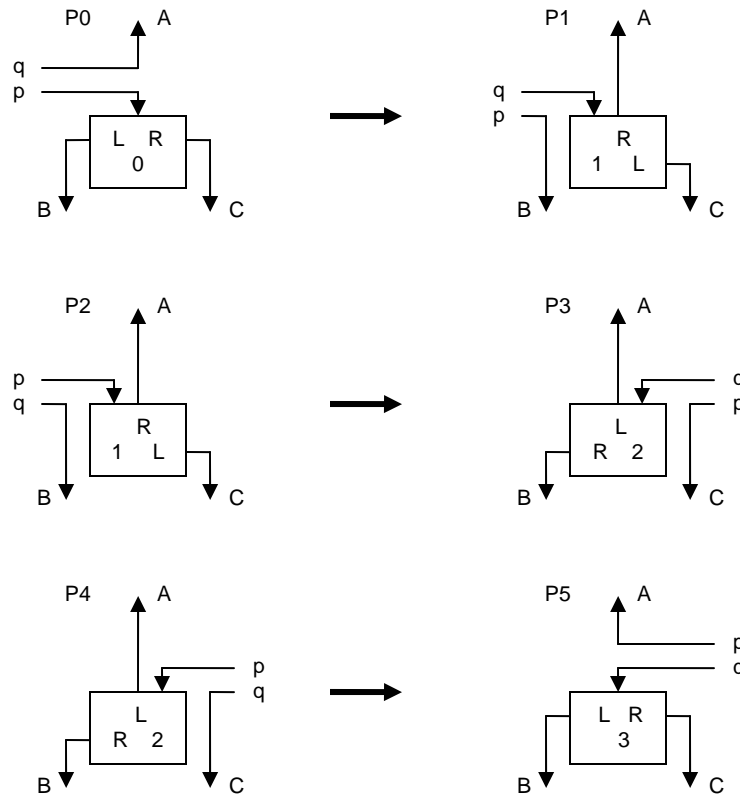 P0 A
q
p
L R
0
B C
P1 A
q
p
R
1 L
B C
P2 A
p
q
R
1 L
B C
P3 A
q
p
L
R 2
B C
P4 A
p
q
L
R 2
B C
P5 A
p
q
L R
3
B C